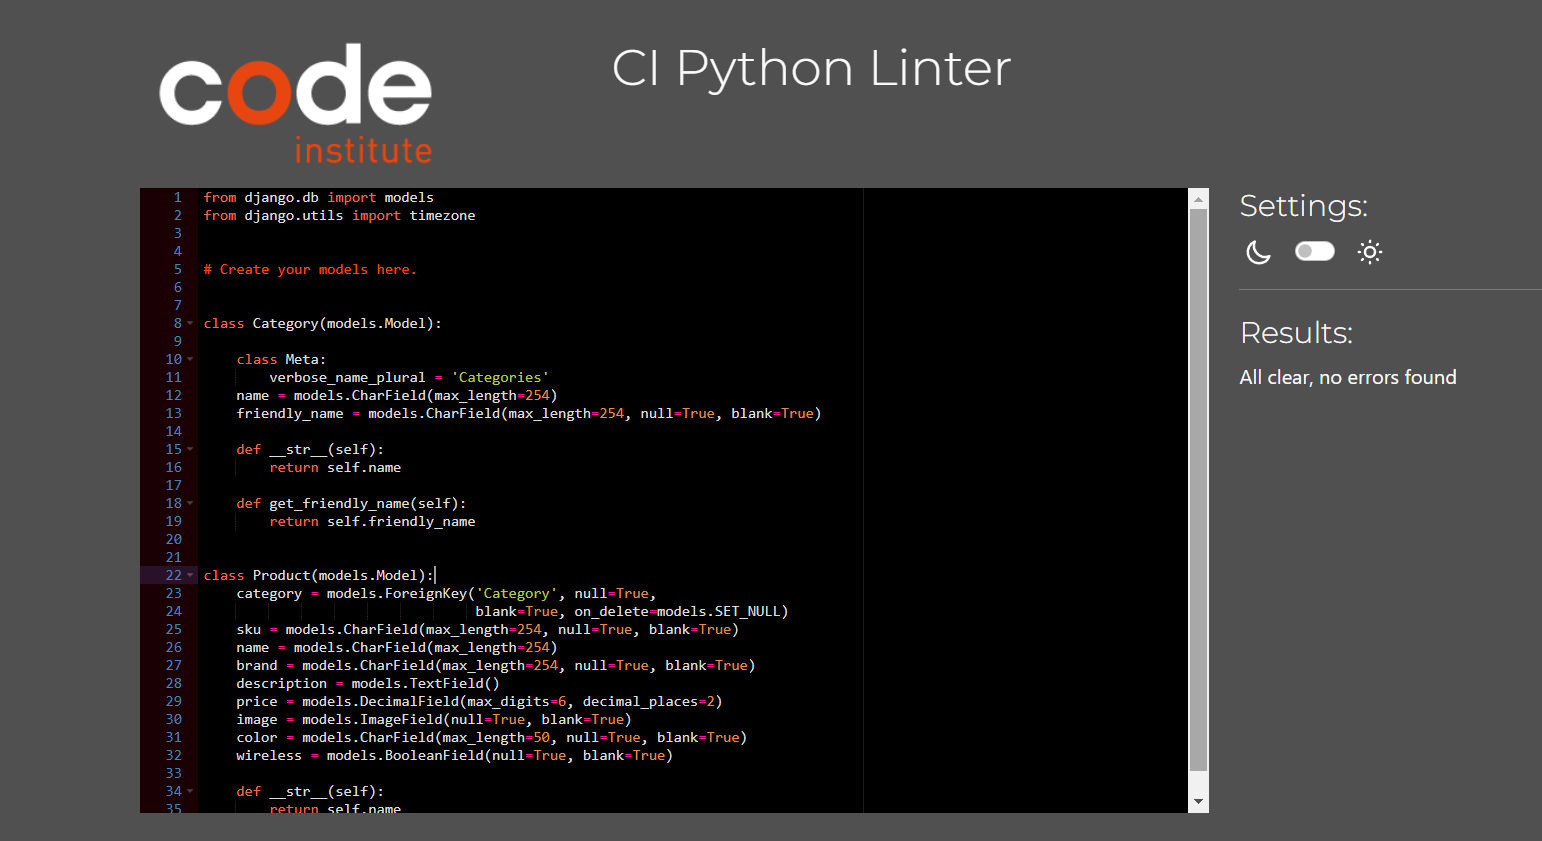 code
institute
CI Python Linter
1 from django.db import models
2 from django.utils import timezone
3
4
5 # Create your models here.
6
7
8 class Category(models.Model):
9
10     class Meta:
11         verbose_name_plural = 'Categories'
12     name = models.CharField(max_length=254)
13     friendly_name = models.CharField(max_length=254, null=True, blank=True)
14
15     def __str__(self):
16         return self.name
17
18     def get_friendly_name(self):
19         return self.friendly_name
20
21
22 class Product(models.Model):
23     category = models.ForeignKey('Category', null=True,
24                                  blank=True, on_delete=models.SET_NULL)
25     sku = models.CharField(max_length=254, null=True, blank=True)
26     name = models.CharField(max_length=254)
27     brand = models.CharField(max_length=254, null=True, blank=True)
28     description = models.TextField()
29     price = models.DecimalField(max_digits=6, decimal_places=2)
30     image = models.ImageField(null=True, blank=True)
31     color = models.CharField(max_length=50, null=True, blank=True)
32     wireless = models.BooleanField(null=True, blank=True)
33
34     def __str__(self):
35         return self.name
Settings:
Results:
All clear, no errors found